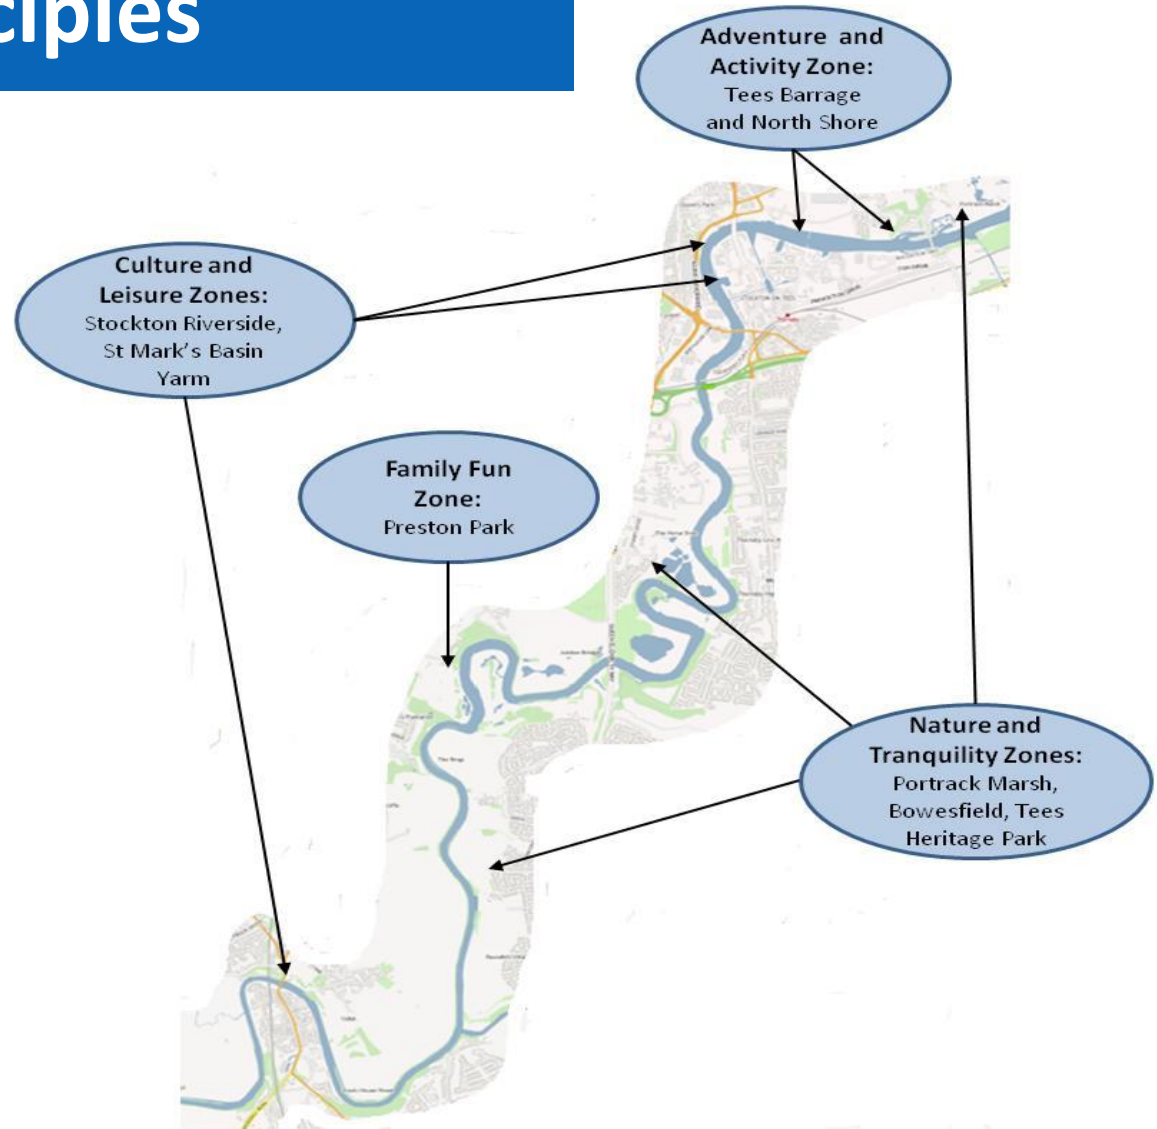 ciples
Adventure and
Activity Zone:
Tees Barrage
and North Shore
Culture and
Leisure Zones:
Stockton Riverside,
St Mark's Basin
Yarm
Family Fun
Zone:
Preston Park
Nature and
Tranquility Zones:
Portrack Marsh,
Bowesfield, Tees
Heritage Park